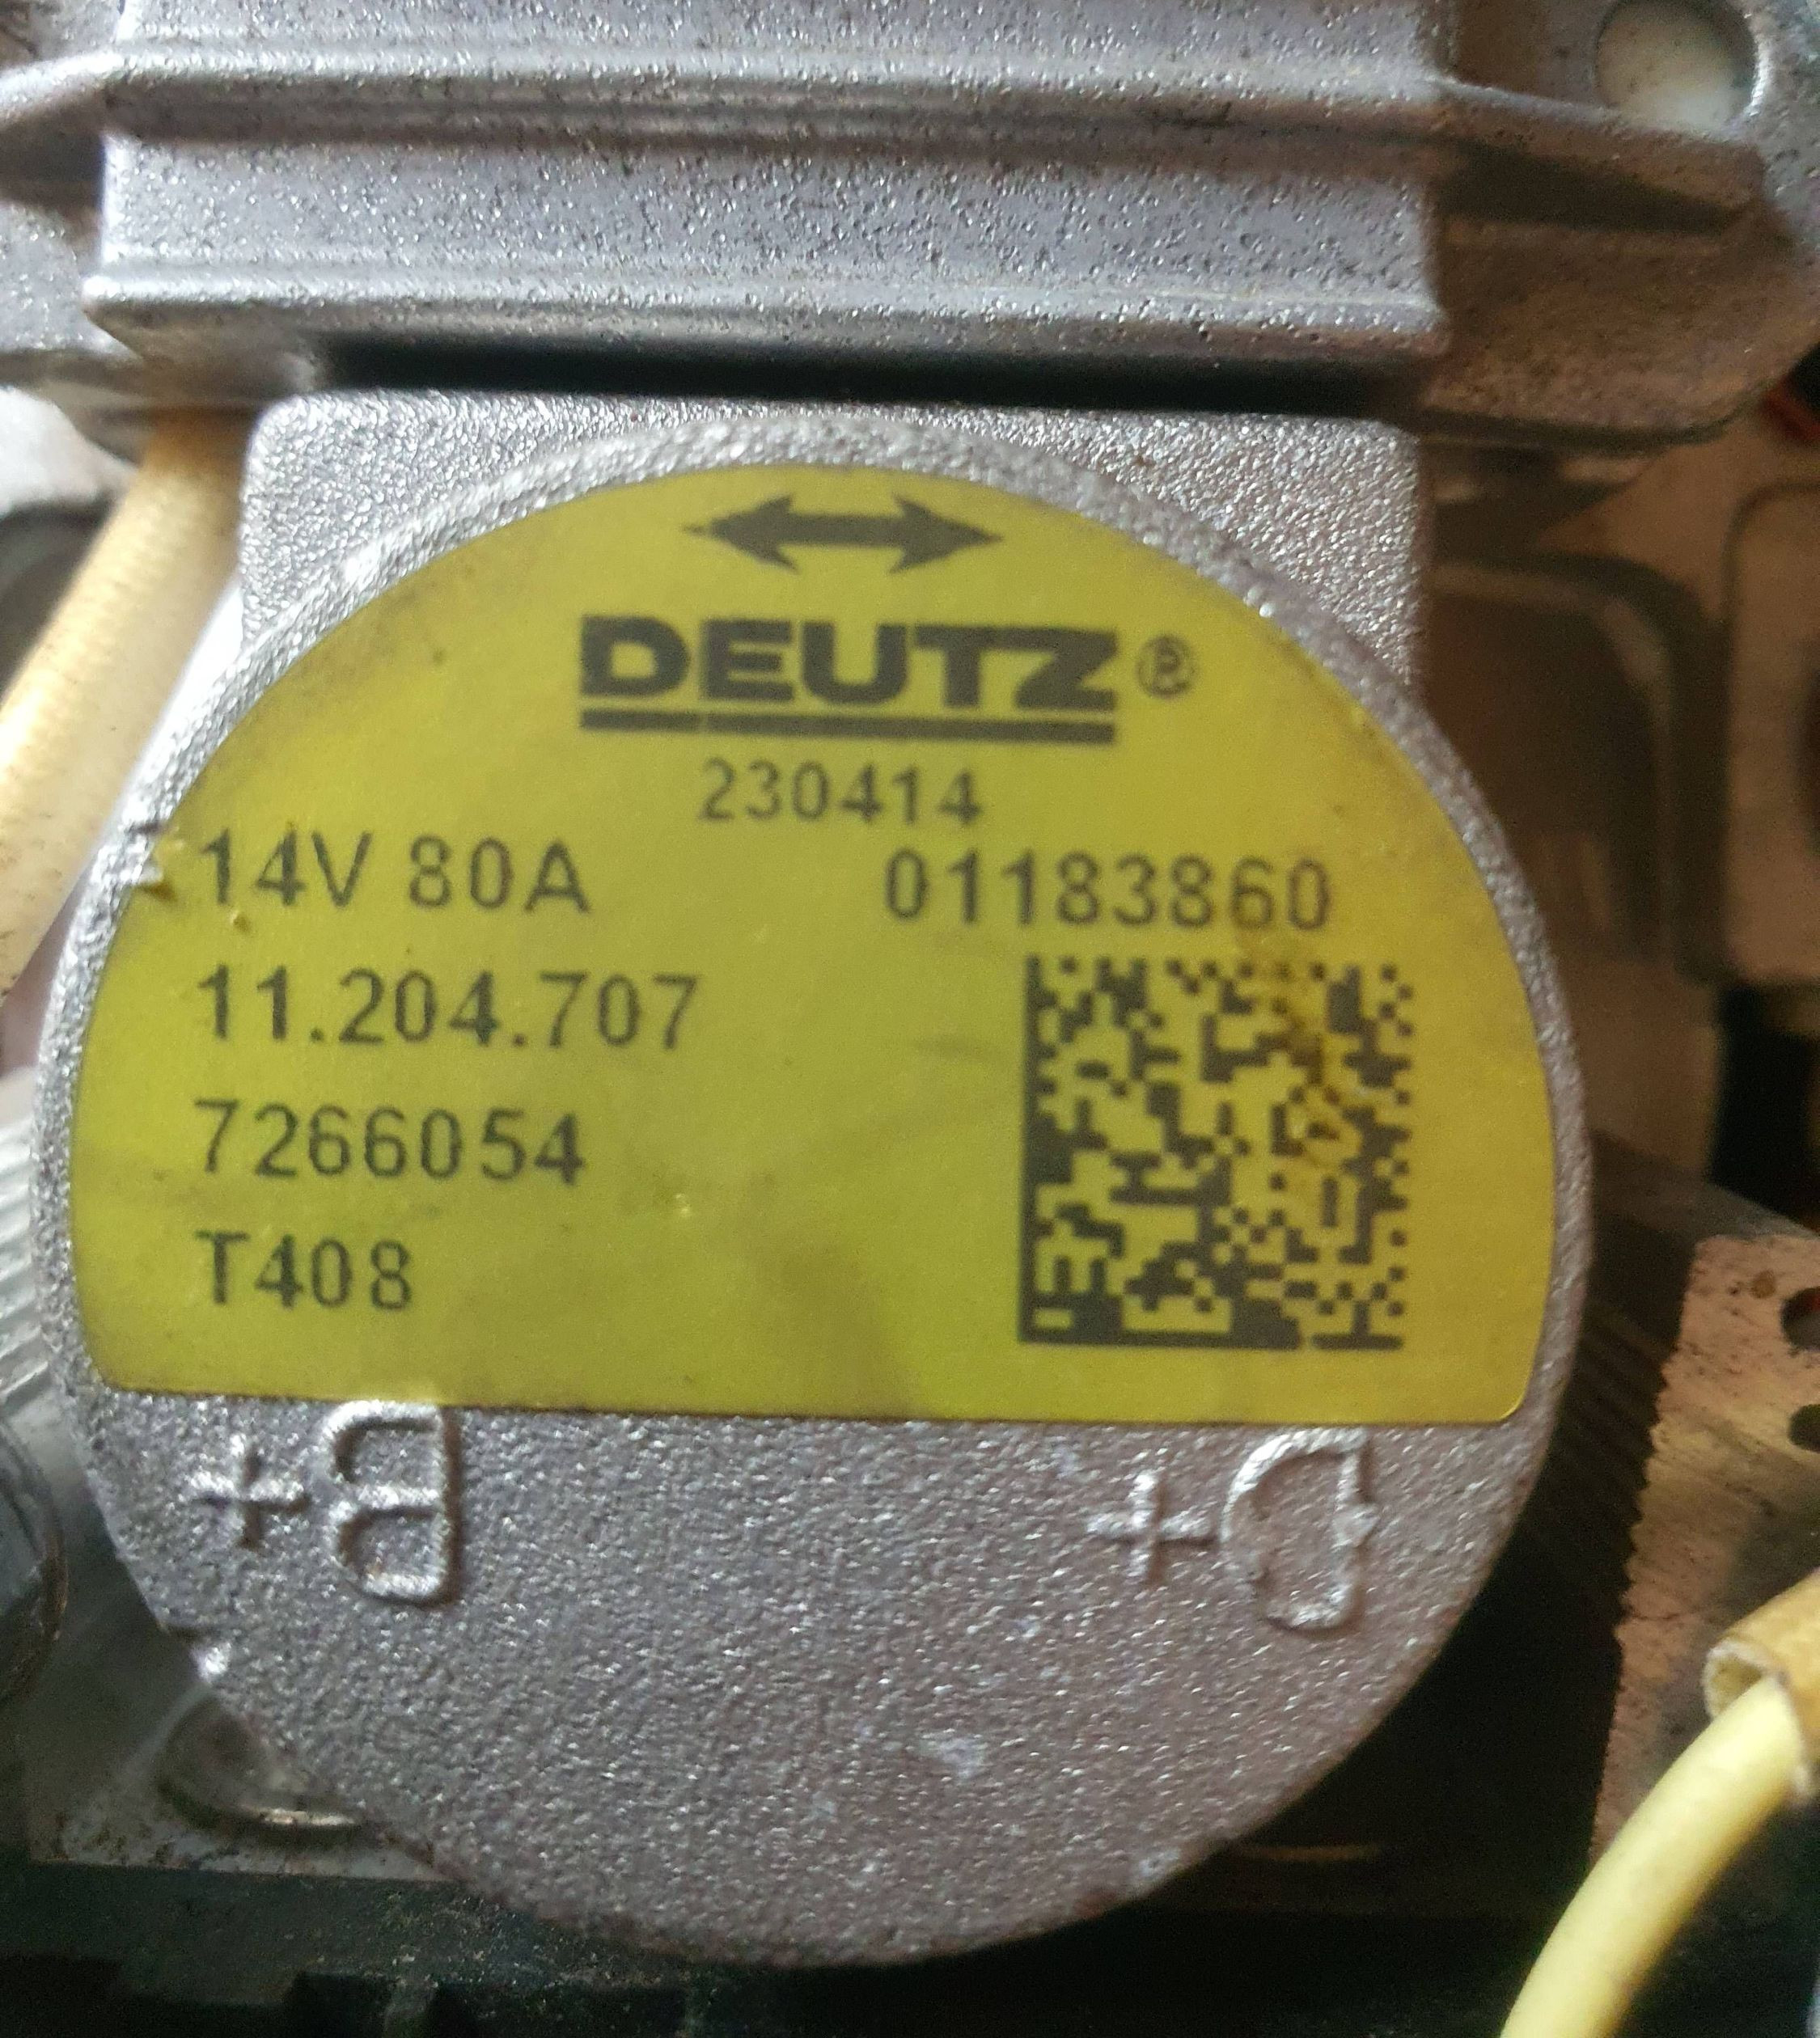 DEUTZ®
230414
14V 80A 01183860
11.204.707
7266054
T408
B+ D+